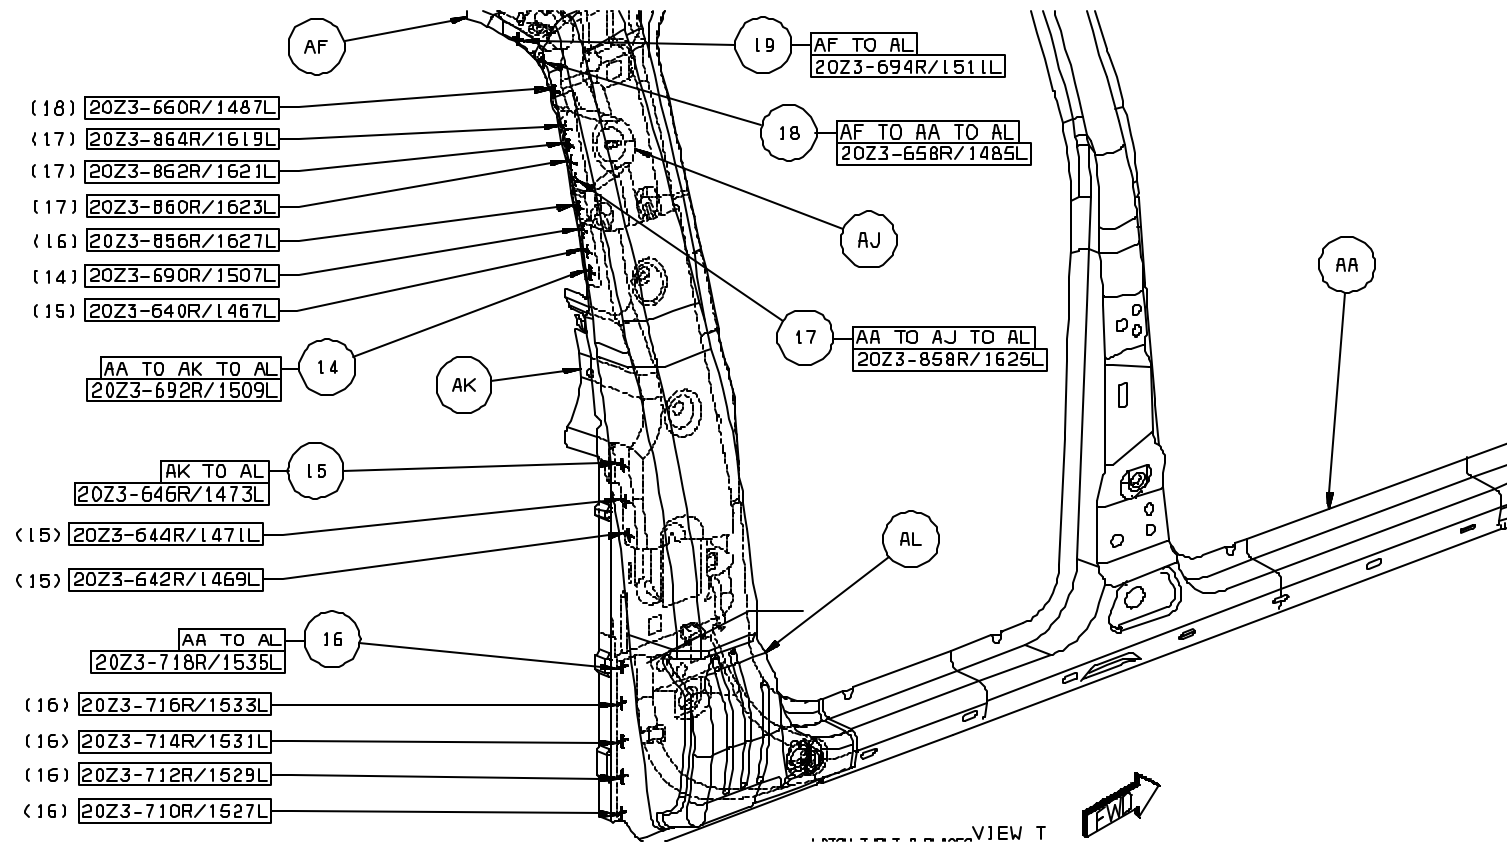 AF
19
AF TO AL
20Z3-694R/1511L
(18) 20Z3-660R/1487L
(17) 20Z3-864R/1619L
18
AF TO AA TO AL
20Z3-658R/1485L
(17) 20Z3-862R/1621L
(17) 20Z3-860R/1623L
(16) 20Z3-856R/1627L
AJ
(14) 20Z3-690R/1507L
AA
(15) 20Z3-640R/1467L
17
AA TO AJ TO AL
20Z3-858R/1625L
AA TO AK TO AL
20Z3-692R/1509L
14
AK
AK TO AL
20Z3-646R/1473L
15
(15) 20Z3-644R/1471L
AL
(15) 20Z3-642R/1469L
AA TO AL
20Z3-718R/1535L
16
(16) 20Z3-716R/1533L
(16) 20Z3-714R/1531L
(16) 20Z3-712R/1529L
(16) 20Z3-710R/1527L
FWD
VIEW T